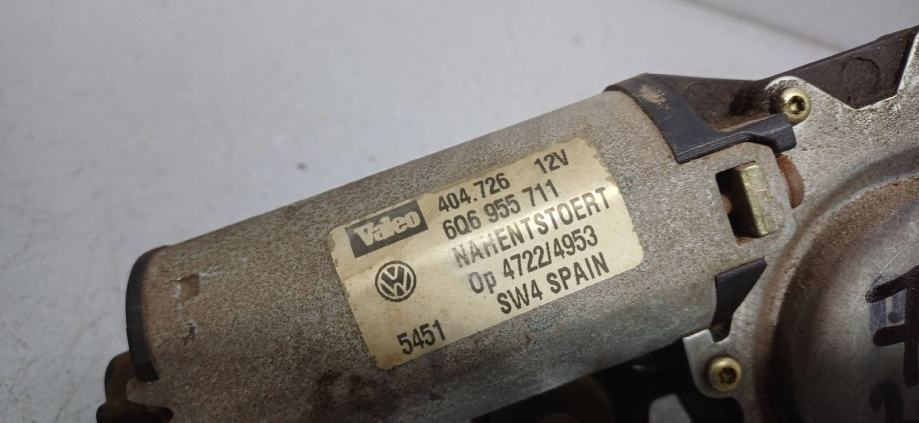 Valeo 404.726 12V
6Q6 955 711
NAHENTSTOERT
Op 4722/4953
SW4 SPAIN
5451